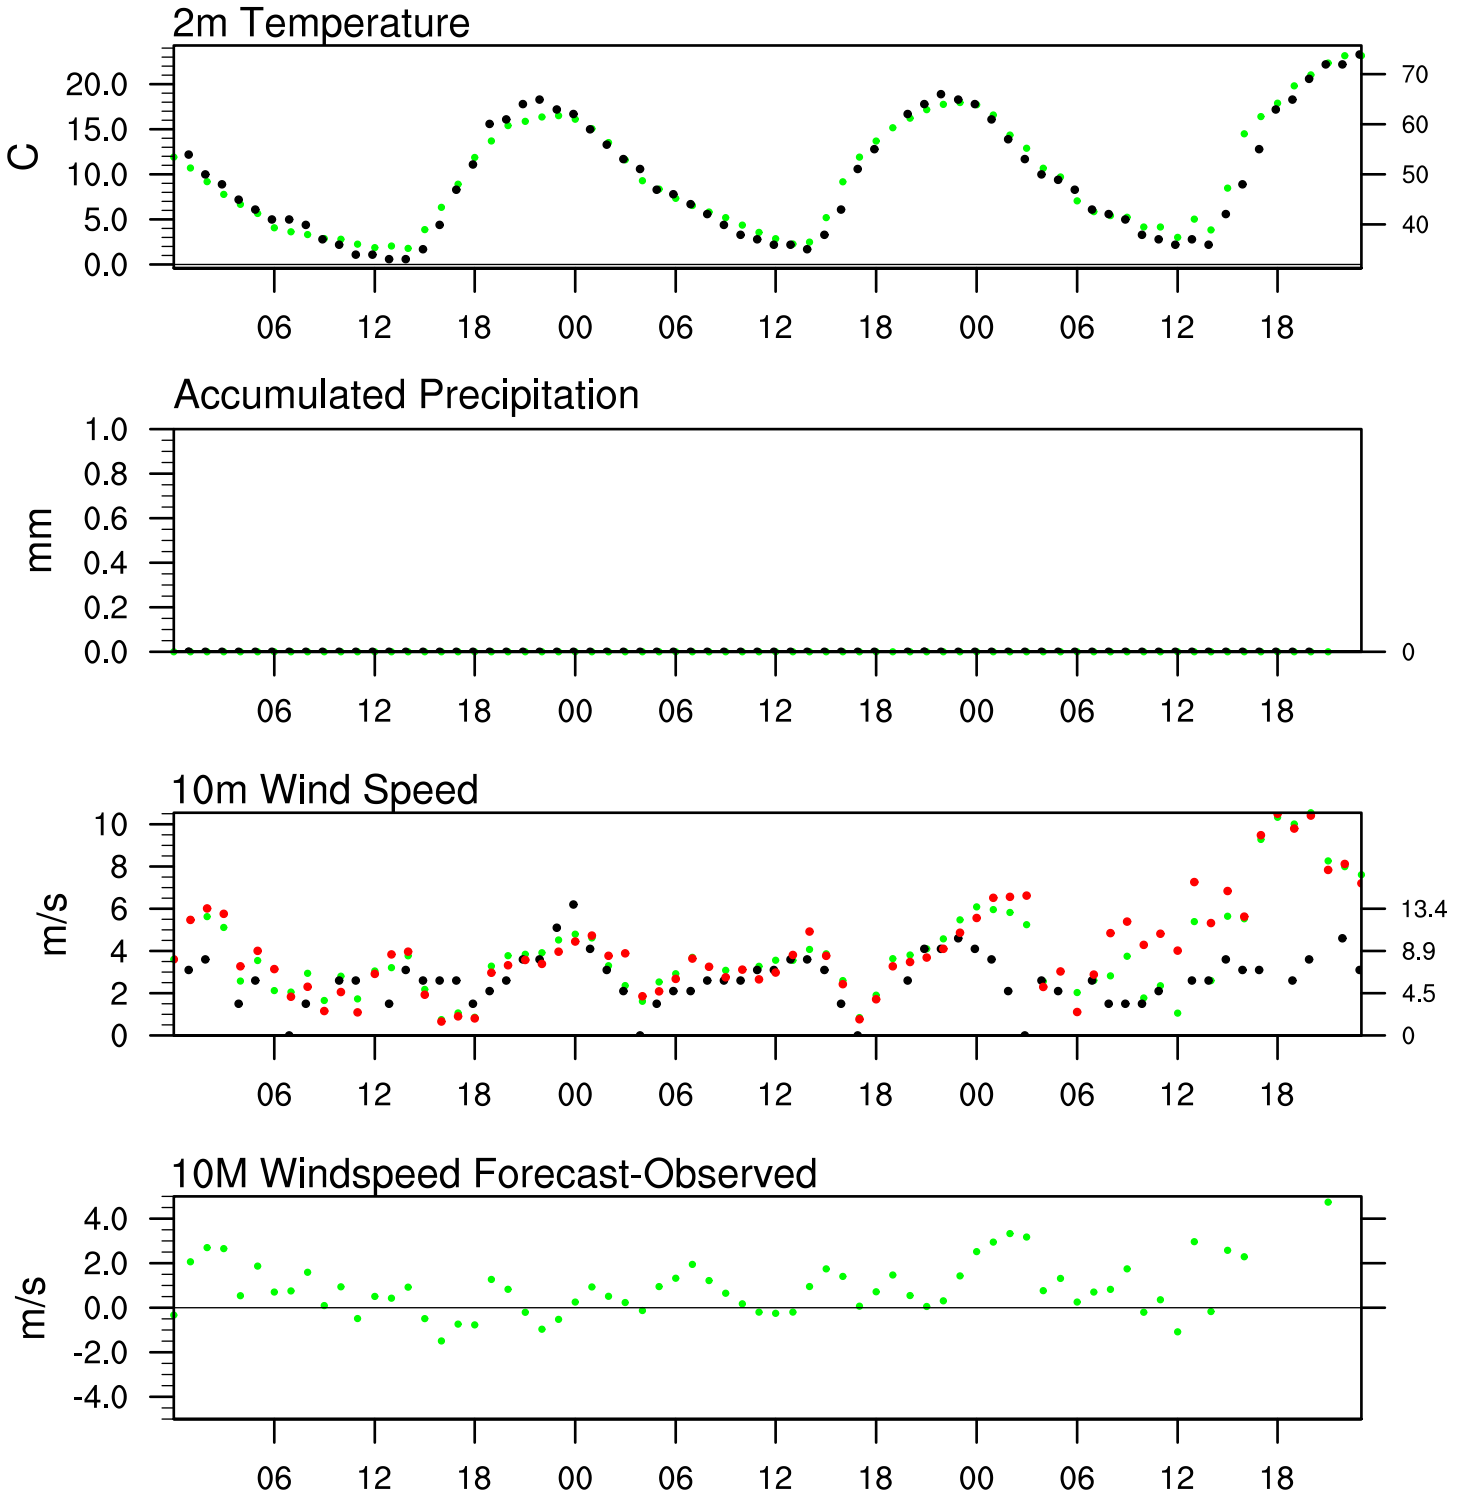 2m Temperature
20.0
15.0
10.0
5.0
0.0
C
70
60
50
40
06 12 18 00 06 12 18 00 06 12 18
Accumulated Precipitation
1.0
0.8
0.6
0.4
0.2
0.0
mm
0
06 12 18 00 06 12 18 00 06 12 18
10m Wind Speed
10
8
6
4
2
0
m/s
13.4
8.9
4.5
0
06 12 18 00 06 12 18 00 06 12 18
10M Windspeed Forecast-Observed
4.0
2.0
0.0
-2.0
-4.0
m/s
06 12 18 00 06 12 18 00 06 12 18